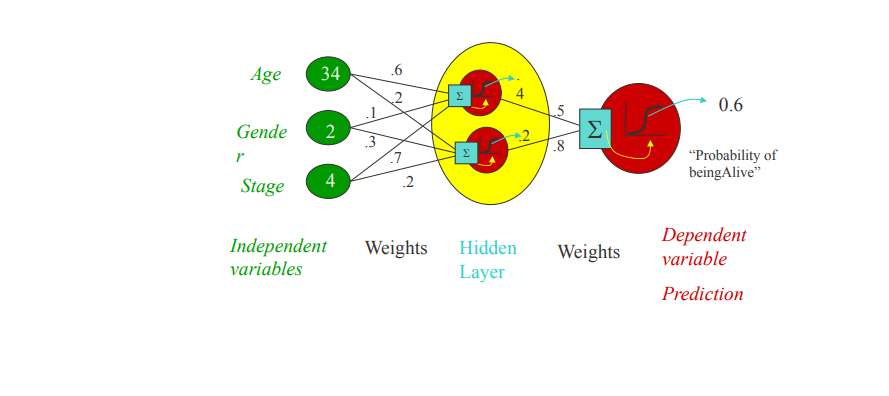 Age
34
.6
.2
.1
Gende
r
2
.3
.7
Stage
4
.2
Σ
.
4
Σ
.2
.5
.8
Σ
0.6
“Probability of
beingAlive”
Independent
variables
Weights
Hidden
Layer
Weights
Dependent
variable
Prediction